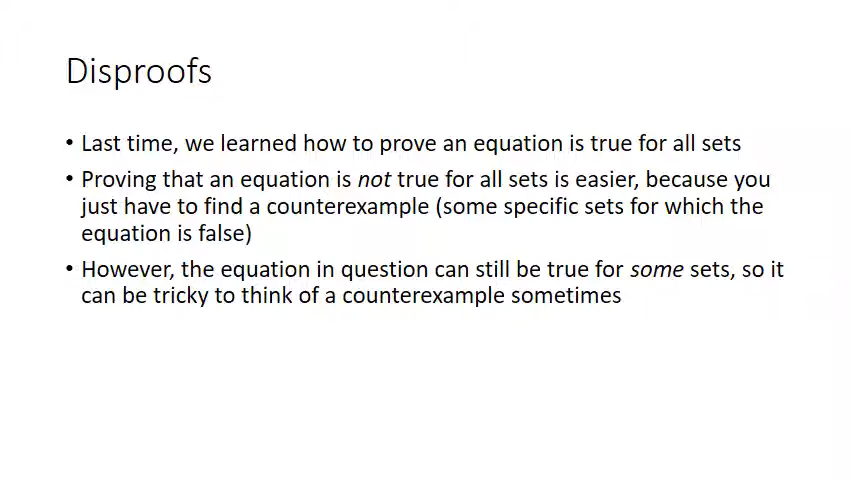 Disproofs
• Last time, we learned how to prove an equation is true for all sets
• Proving that an equation is not true for all sets is easier, because you
just have to find a counterexample (some specific sets for which the
equation is false)
• However, the equation in question can still be true for some sets, so it
can be tricky to think of a counterexample sometimes